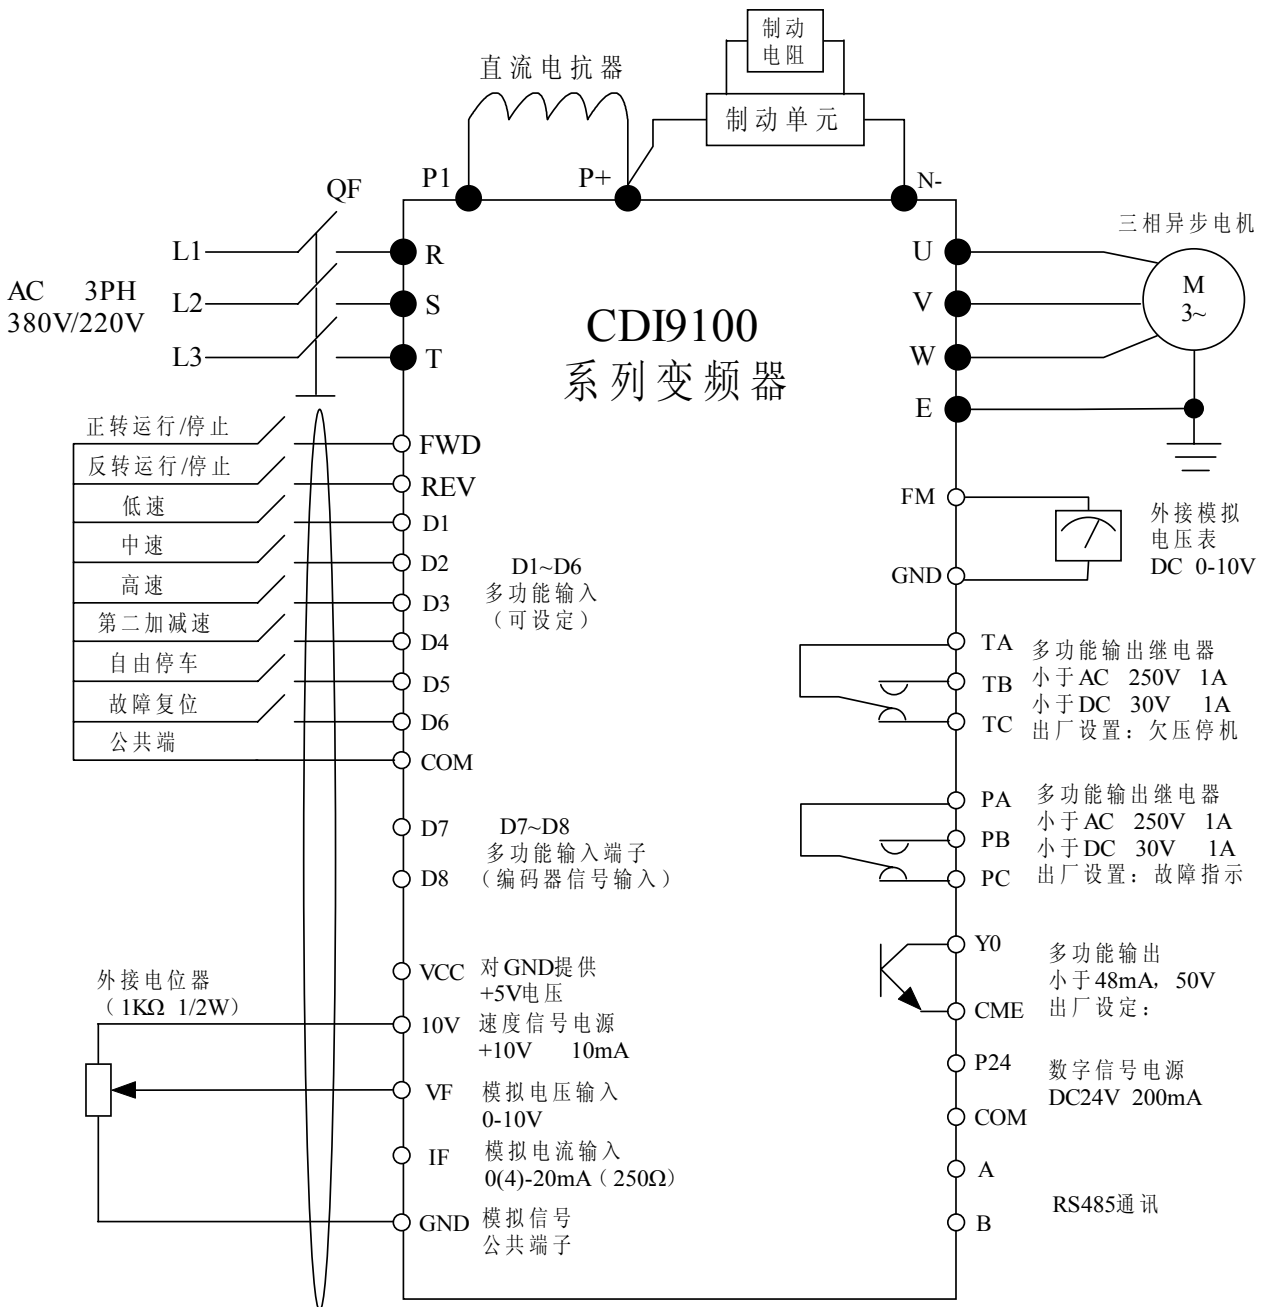 制动
电阻
直流电抗器
制动单元
P1
P+
N-
QF
三相异步电机
L1
R
U
M
3~
AC 3PH
380V/220V
L2
S
V
L3
T
W
CDI9100
系列变频器
E
正转运行/停止
FWD
反转运行/停止
REV
低速
D1
中速
D2
高速
D3
第二加减速
D4
自由停车
D5
故障复位
D6
公共端
COM
D1~D6
多功能输入
（可设定）
FM
GND
外接模拟
电压表
DC 0-10V
TA
TB
TC
多功能输出继电器
小于AC 250V 1A
小于DC 30V 1A
出厂设置：欠压停机
D7
D8
D7~D8
多功能输入端子
（编码器信号输入）
PA
PB
PC
多功能输出继电器
小于AC 250V 1A
小于DC 30V 1A
出厂设置：故障指示
Y0
CME
多功能输出
小于48mA，50V
出厂设定：
外接电位器
（1KΩ 1/2W）
VCC
对GND提供
+5V电压
10V
速度信号电源
+10V 10mA
VF
模拟电压输入
0-10V
IF
模拟电流输入
0(4)-20mA（250Ω）
GND
模拟信号
公共端子
P24
COM
数字信号电源
DC24V 200mA
A
B
RS485通讯